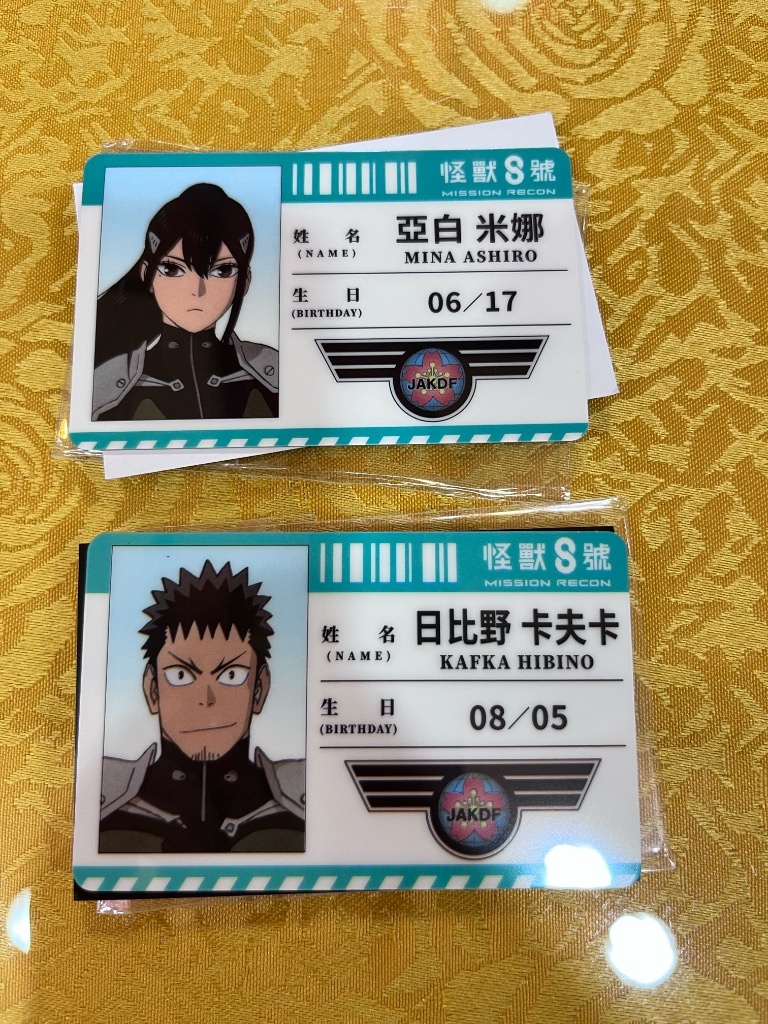 怪獸8號
MISSION RECON
姓名 亞白 米娜
(NAME) MINA ASHIRO
生日 06/17
(BIRTHDAY)
JAKDF
怪獸8號
MISSION RECON
姓名 日比野 卡夫卡
(NAME) KAFKA HIBINO
生日 08/05
(BIRTHDAY)
JAKDF